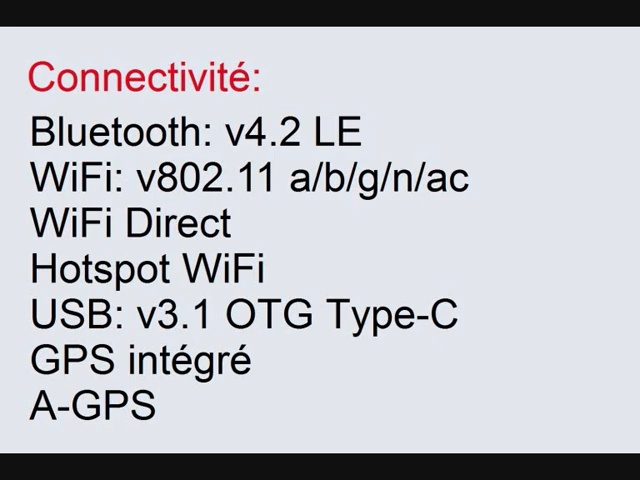 Connectivité:
Bluetooth: v4.2 LE
WiFi: v802.11 a/b/g/n/ac
WiFi Direct
Hotspot WiFi
USB: v3.1 OTG Type-C
GPS intégré
A-GPS